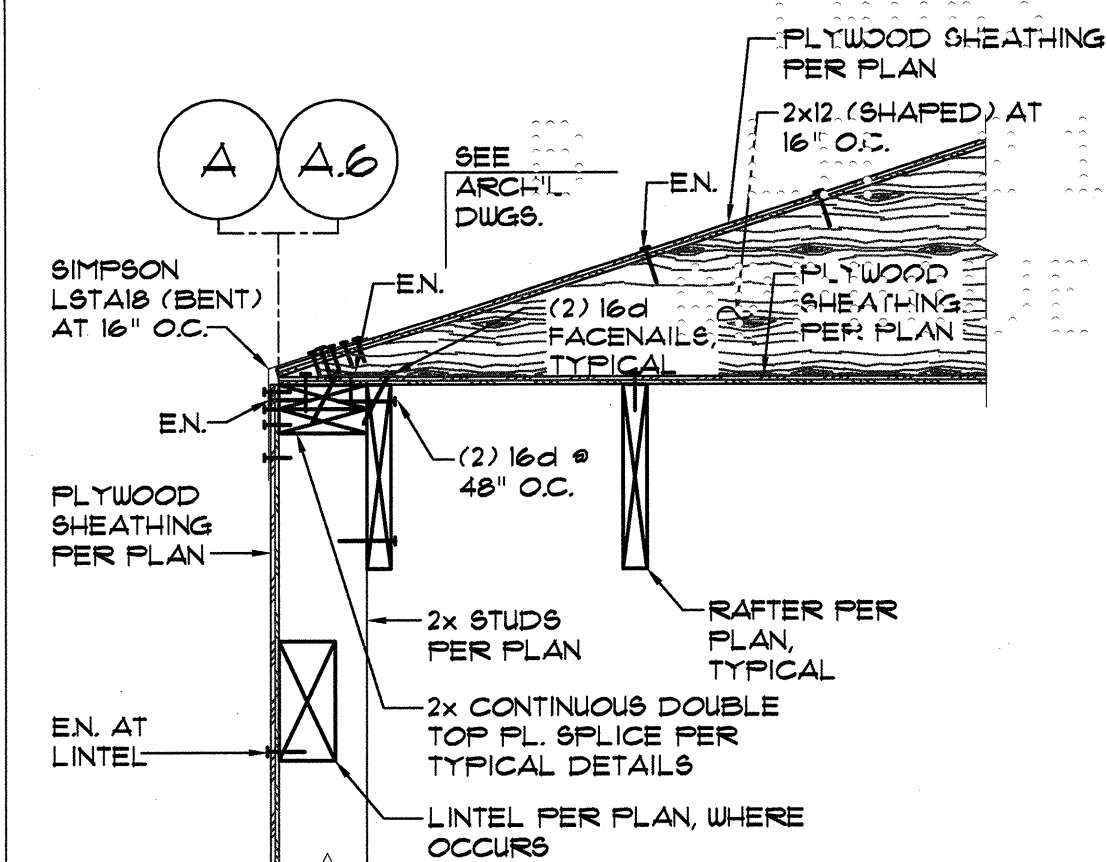 PLYWOOD SHEATHING
PER PLAN
2x12 (SHAPED) AT
16" O.C.
A
A.6
SEE
ARCH'L
DWGS.
E.N.
SIMPSON
LSTA18 (BENT)
AT 16" O.C.
E.N.
(2) 16d
FACENAILS,
TYPICAL
PLYWOOD
SHEATHING
PER PLAN
E.N.
(2) 16d @
48" O.C.
PLYWOOD
SHEATHING
PER PLAN
2x STUDS
PER PLAN
RAFTER PER
PLAN,
TYPICAL
2x CONTINUOUS DOUBLE
TOP PL. SPLICE PER
TYPICAL DETAILS
E.N. AT
LINTEL
LINTEL PER PLAN, WHERE
OCCURS